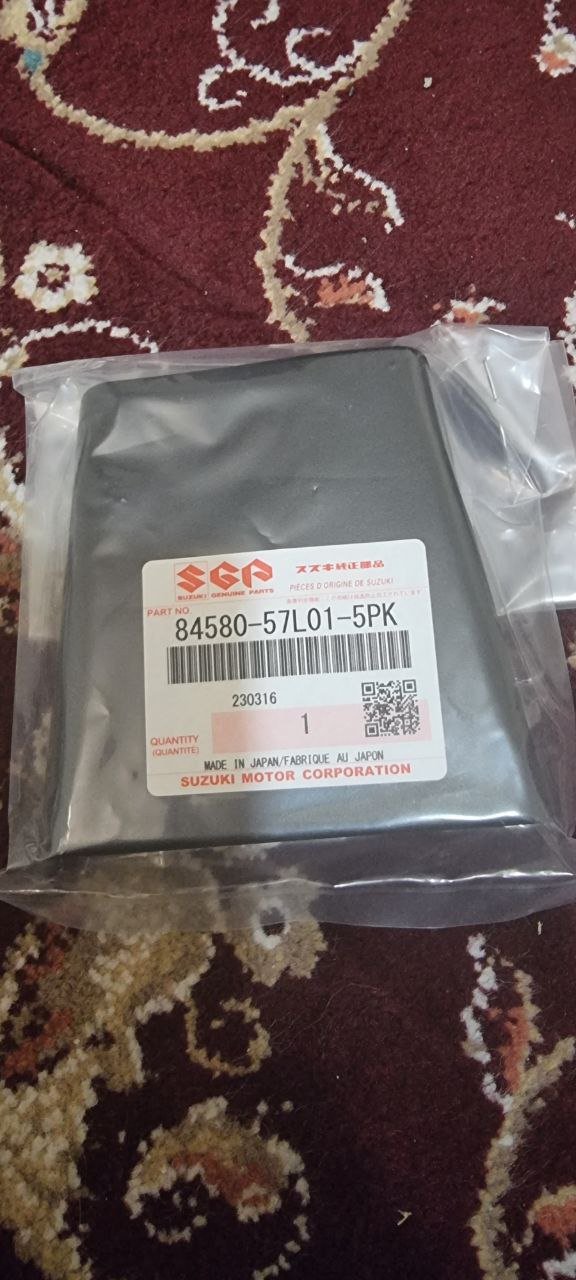 SGP スズキ純正部品
SUZUKI GENUINE PARTS PIÈCES D'ORIGINE DE SUZUKI
PART NO.
84580-57L01-5PK
230316
QUANTITY 1
(QUANTITÉ)
MADE IN JAPAN/FABRIQUE AU JAPON
SUZUKI MOTOR CORPORATION